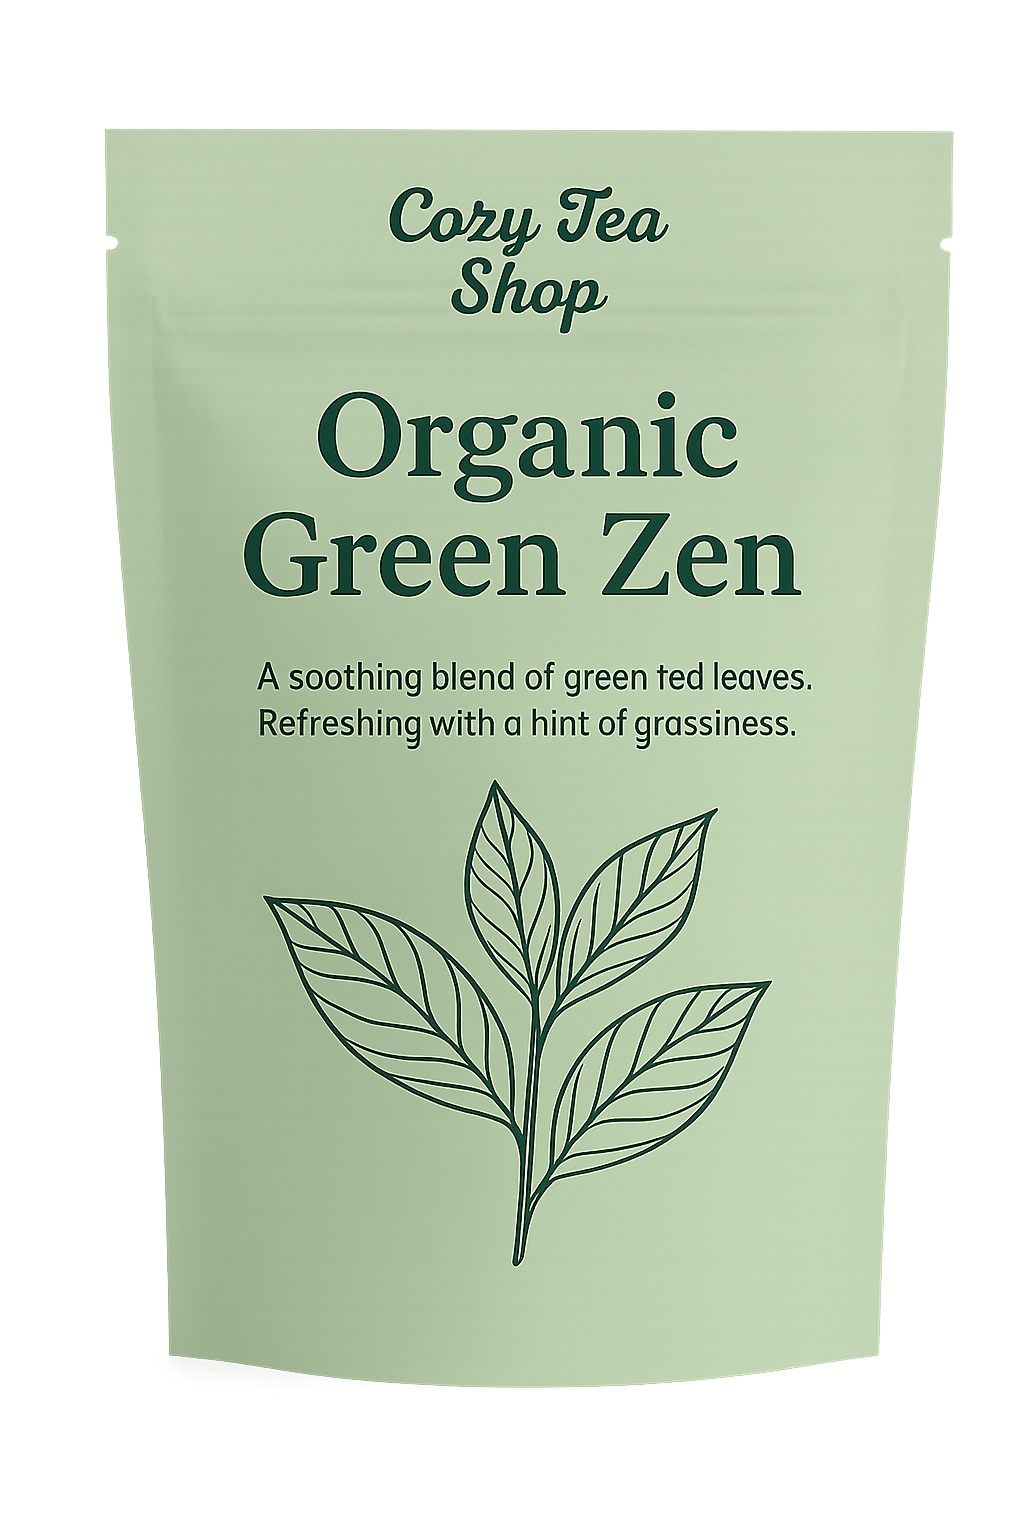 Cozy Tea
Shop
Organic
Green Zen
A soothing blend of green ted leaves.
Refreshing with a hint of grassiness.